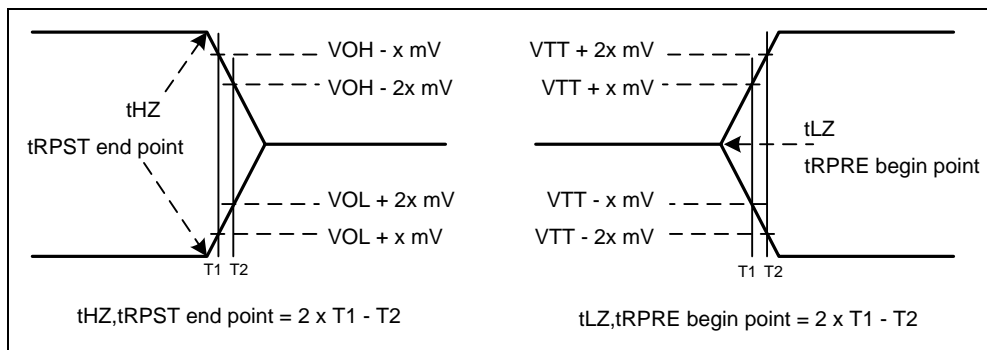 VOH - x mV
VOH - 2x mV
tHZ
tRPST end point
VOL + 2x mV
VOL + x mV
T1 T2
tHZ,tRPST end point = 2 x T1 - T2
VTT + 2x mV
VTT + x mV
tLZ
tRPRE begin point
VTT - x mV
VTT - 2x mV
T1 T2
tLZ,tRPRE begin point = 2 x T1 - T2